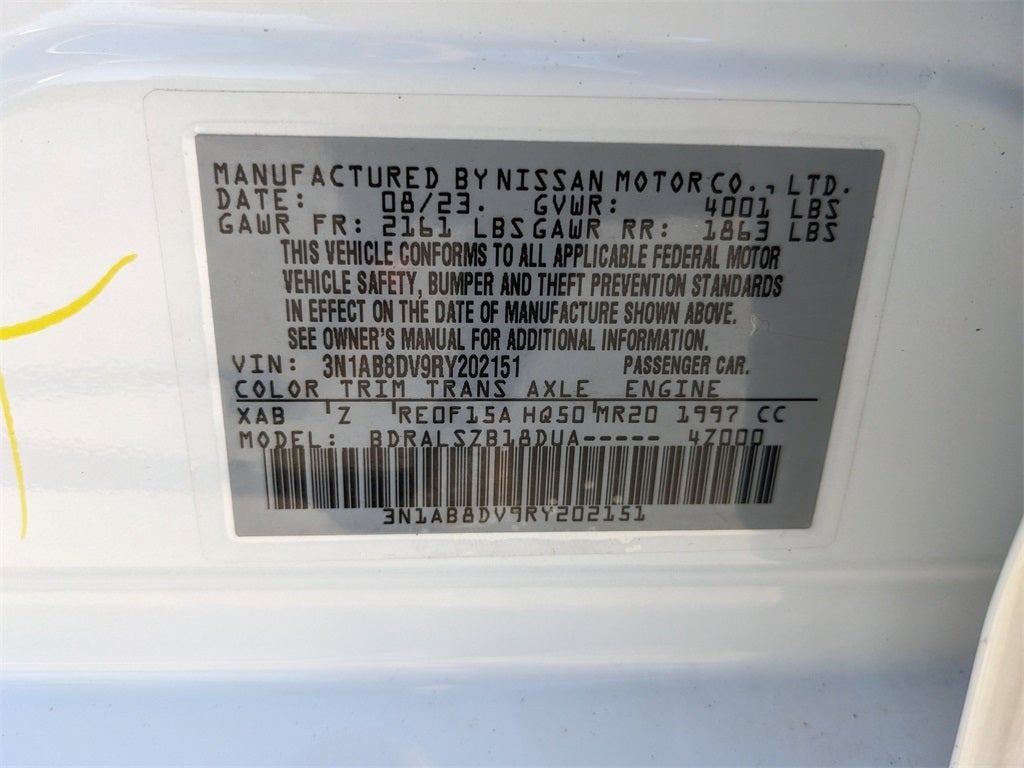 MANUFACTURED BY NISSAN MOTOR CO., LTD.
DATE: 08/23. GVWR: 4001 LBS
GAWR FR: 2161 LBS GAWR RR: 1863 LBS
THIS VEHICLE CONFORMS TO ALL APPLICABLE FEDERAL MOTOR
VEHICLE SAFETY, BUMPER AND THEFT PREVENTION STANDARDS
IN EFFECT ON THE DATE OF MANUFACTURE SHOWN ABOVE.
SEE OWNER'S MANUAL FOR ADDITIONAL INFORMATION.
VIN: 3N1AB8DV9RY202151 PASSENGER CAR.
COLOR TRIM TRANS AXLE ENGINE
XAB Z RE0F15A HQ50 MR20 1997 CC
MODEL: BDRALSZB18DUA----- 4Z000
3N1AB8DV9RY202151